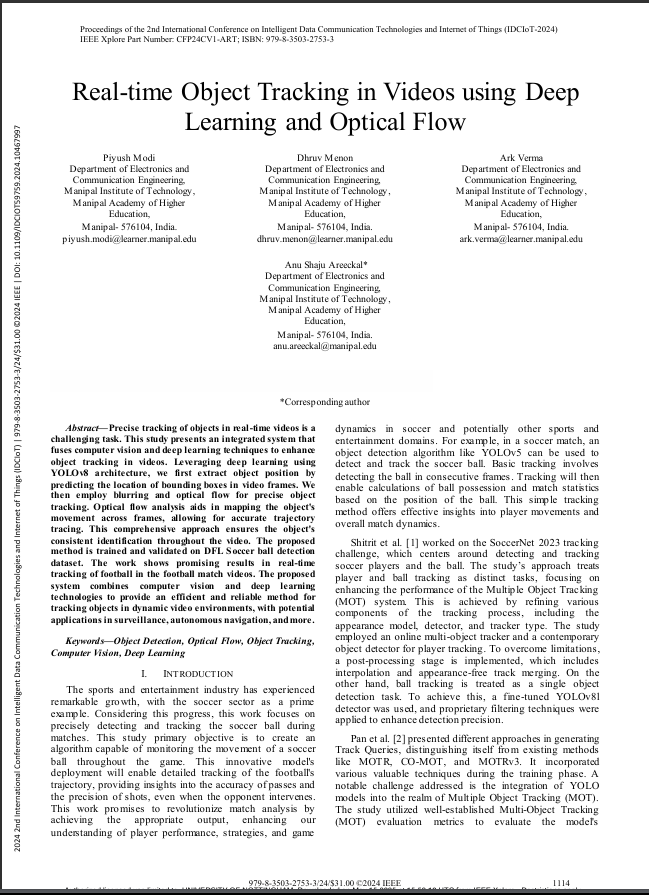 Proceedings of the 2nd International Conference on Intelligent Data Communication Technologies and Internet of Things (IDCIoT-2024)
IEEE Xplore Part Number: CFP24CV1-ART; ISBN: 979-8-3503-2753-3
Real-time Object Tracking in Videos using Deep
Learning and Optical Flow
Piyush Modi
Department of Electronics and
Communication Engineering,
Manipal Institute of Technology,
Manipal Academy of Higher
Education,
Manipal- 576104, India.
piyush.modi@learner.manipal.edu
Dhruv Menon
Department of Electronics and
Communication Engineering,
Manipal Institute of Technology,
Manipal Academy of Higher
Education,
Manipal- 576104, India.
dhruv.menon@learner.manipal.edu
Ark Verma
Department of Electronics and
Communication Engineering,
Manipal Institute of Technology,
Manipal Academy of Higher
Education,
Manipal- 576104, India.
ark.verma@learner.manipal.edu
Anu Shaju Areeckal*
Department of Electronics and
Communication Engineering,
Manipal Institute of Technology,
Manipal Academy of Higher
Education,
Manipal- 576104, India.
anu.areeckal@manipal.edu
*Corresponding author
Abstract—Precise tracking of objects in real-time videos is a
challenging task. This study presents an integrated system that
fuses computer vision and deep learning techniques to enhance
object tracking in videos. Leveraging deep learning using
YOLOv8 architecture, we first extract object position by
predicting the location of bounding boxes in video frames. We
then employ blurring and optical flow for precise object
tracking. Optical flow analysis aids in mapping the object's
movement across frames, allowing for accurate trajectory
tracing. This comprehensive approach ensures the object's
consistent identification throughout the video. The proposed
method is trained and validated on DFL Soccer ball detection
dataset. The work shows promising results in real-time
tracking of football in the football match videos. The proposed
system combines computer vision and deep learning
technologies to provide an efficient and reliable method for
tracking objects in dynamic video environments, with potential
applications in surveillance, autonomous navigation, and more.
Keywords—Object Detection, Optical Flow, Object Tracking,
Computer Vision, Deep Learning
I. INTRODUCTION
The sports and entertainment industry has experienced
remarkable growth, with the soccer sector as a prime
example. Considering this progress, this work focuses on
precisely detecting and tracking the soccer ball during
matches. This study primary objective is to create an
algorithm capable of monitoring the movement of a soccer
ball throughout the game. This innovative model's
deployment will enable detailed tracking of the football's
trajectory, providing insights into the accuracy of passes and
the precision of shots, even when the opponent intervenes.
This work promises to revolutionize match analysis by
achieving the appropriate output, enhancing our
understanding of player performance, strategies, and game
dynamics in soccer and potentially other sports and
entertainment domains. For example, in a soccer match, an
object detection algorithm like YOLOv5 can be used to
detect and track the soccer ball. Basic tracking involves
detecting the ball in consecutive frames. Tracking will then
enable calculations of ball possession and match statistics
based on the position of the ball. This simple tracking
method offers effective insights into player movements and
overall match dynamics.
Shitrit et al. [1] worked on the SoccerNet 2023 tracking
challenge, which centers around detecting and tracking
soccer players and the ball. The study's approach treats
player and ball tracking as distinct tasks, focusing on
enhancing the performance of the Multiple Object Tracking
(MOT) system. This is achieved by refining various
components of the tracking process, including the
appearance model, detector, and tracker type. The study
employed an online multi-object tracker and a contemporary
object detector for player tracking. To overcome limitations,
a post-processing stage is implemented, which includes
interpolation and appearance-free track merging. On the
other hand, ball tracking is treated as a single object
detection task. To achieve this, a fine-tuned YOLOv8l
detector was used, and proprietary filtering techniques were
applied to enhance detection precision.
Pan et al. [2] presented different approaches in generating
Track Queries, distinguishing itself from existing methods
like MOTR, CO-MOT, and MOTRv3. It incorporated
various valuable techniques during the training phase. A
notable challenge addressed is the integration of YOLO
models into the realm of Multiple Object Tracking (MOT).
The study utilized well-established Multi-Object Tracking
(MOT) evaluation metrics to evaluate the model's
979-8-3503-2753-3/24/$31.00 ©2024 IEEE
1114
2024 2nd International Conference on Intelligent Data Communication Technologies and Internet of Things (IDCIoT) | 979-8-3503-2753-3/24/$31.00 ©2024 IEEE | DOI: 10.1109/IDCIOT59759.2024.10467997